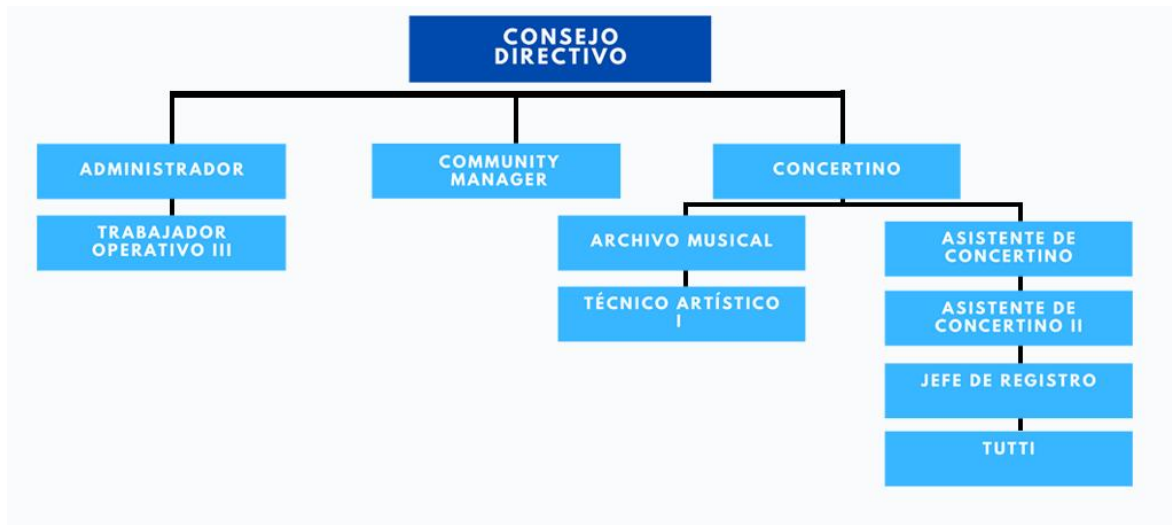 CONSEJO
DIRECTIVO
ADMINISTRADOR
COMMUNITY
MANAGER
CONCERTINO
TRABAJADOR
OPERATIVO III
ARCHIVO MUSICAL
ASISTENTE DE
CONCERTINO
TÉCNICO ARTÍSTICO
I
ASISTENTE DE
CONCERTINO II
JEFE DE REGISTRO
TUTTI